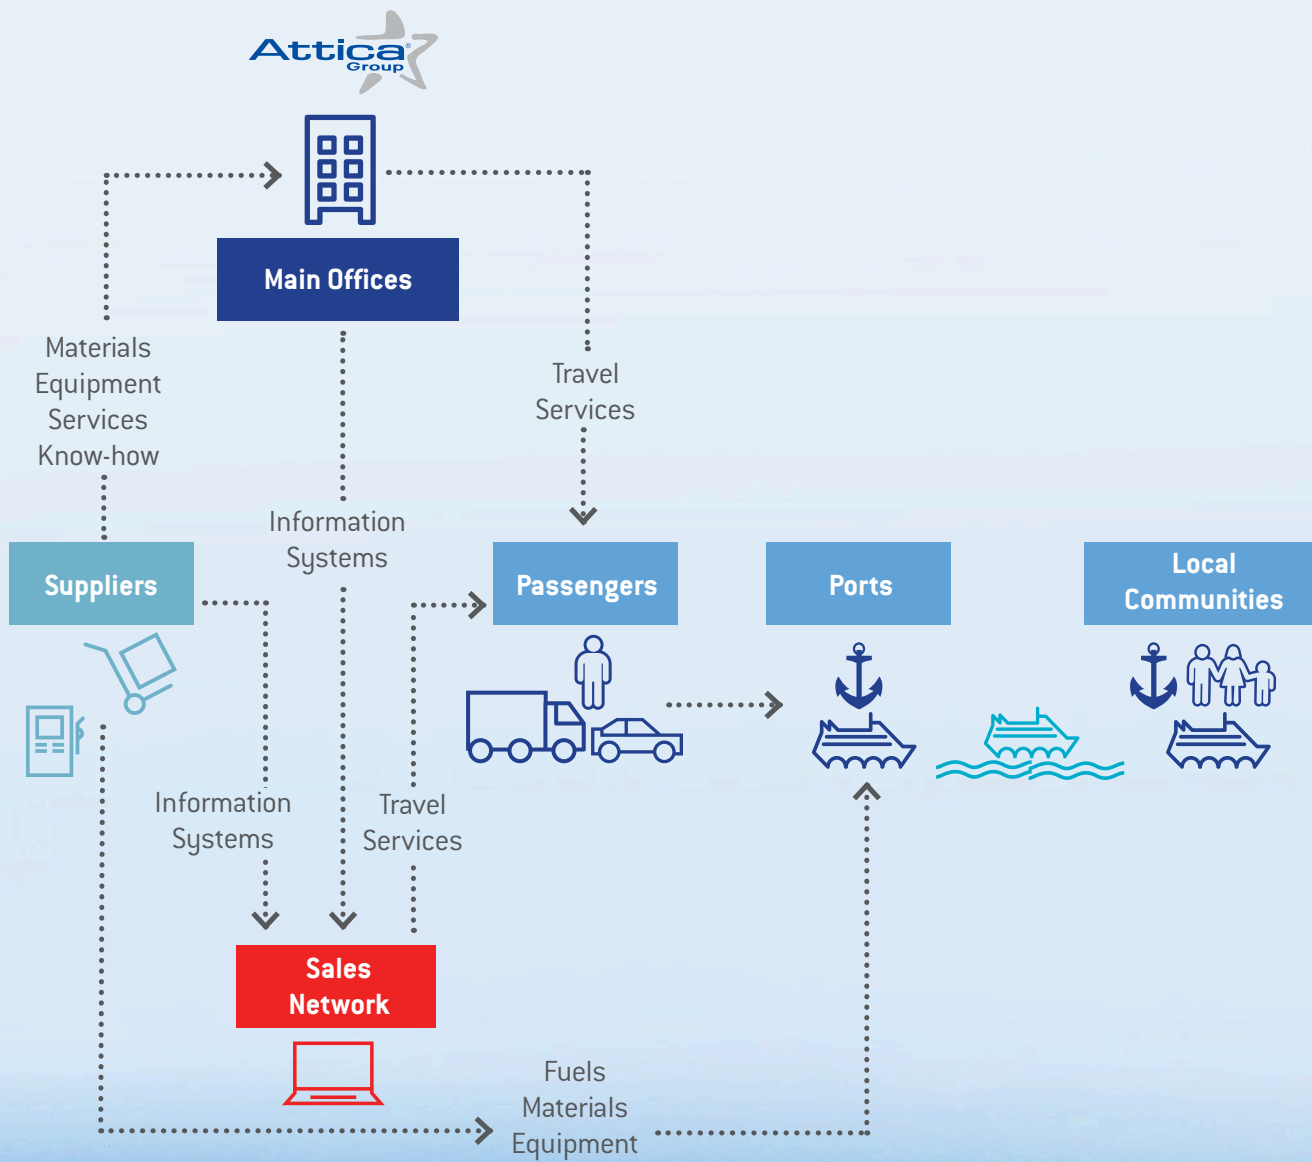 Attica®
Group
Main Offices
Materials
Equipment
Services
Know-how
Travel
Services
Information
Systems
Suppliers
Passengers
Ports
Local
Communities
Information
Systems
Travel
Services
Sales
Network
Fuels
Materials
Equipment